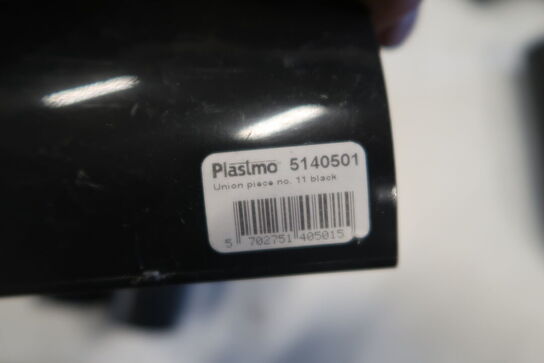 Plastmo 5140501
Union piece no. 11 black
5 702751 405015